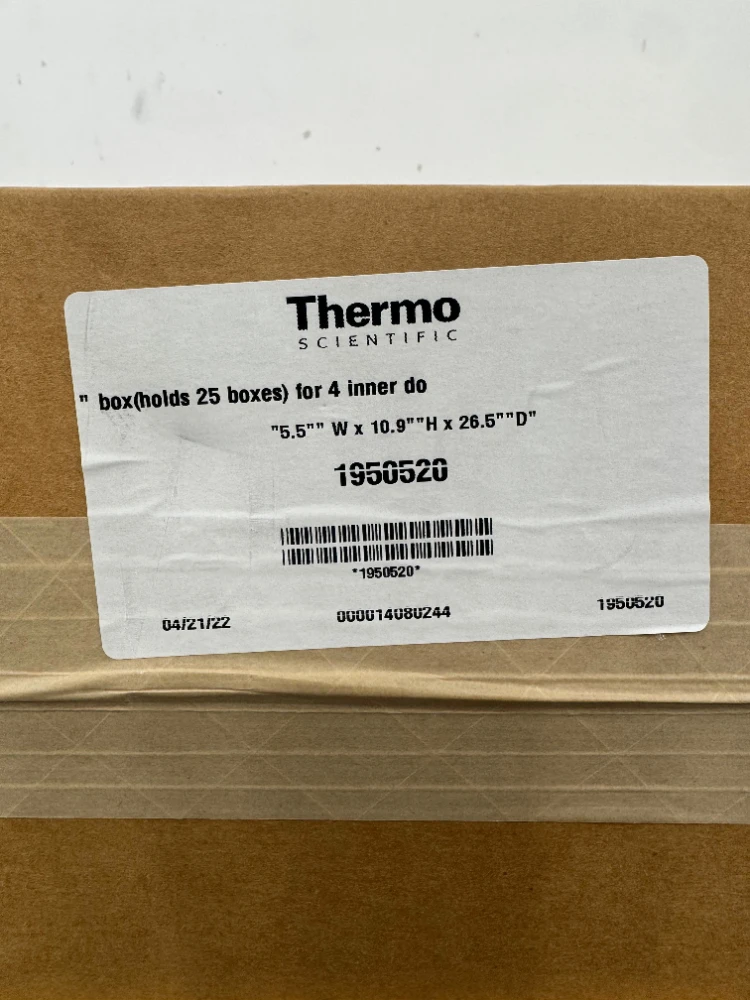 Thermo
SCIENTIFIC
" box(holds 25 boxes) for 4 inner do
"5.5"" W x 10.9""H x 26.5""D"
1950520
*1950520*
04/21/22
000014080244
1950520